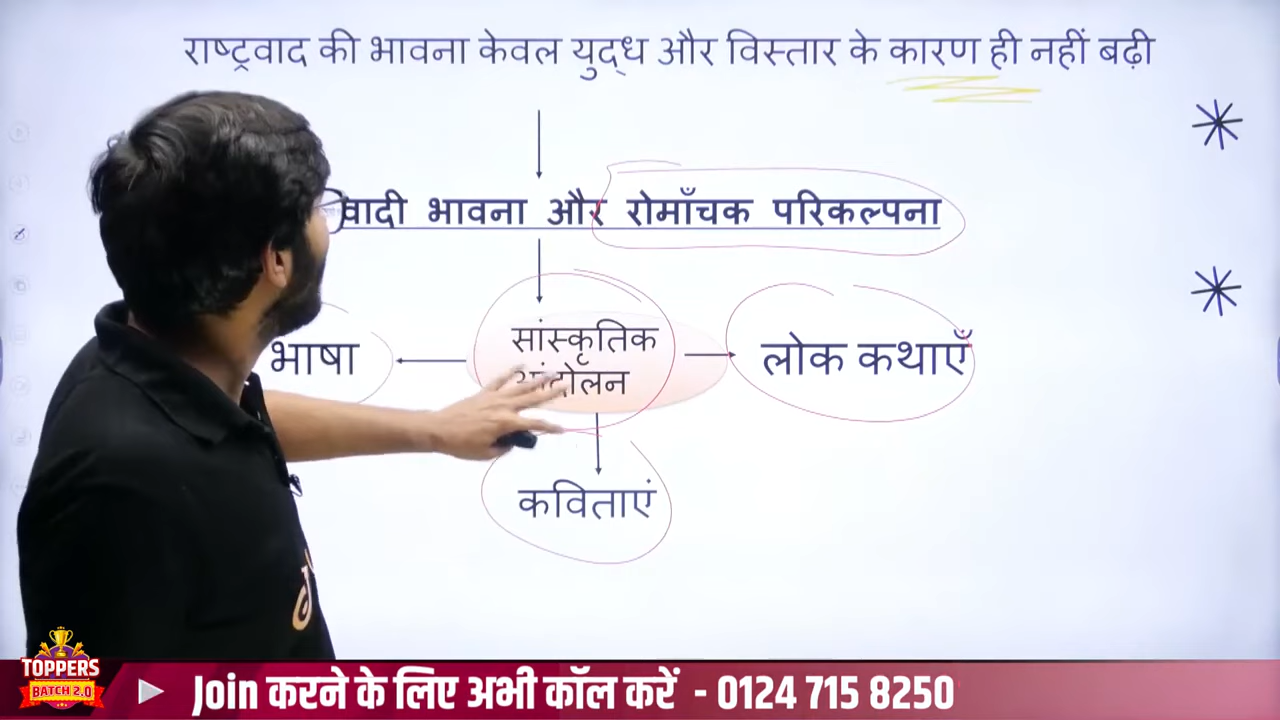 राष्ट्रवाद की भावना केवल युद्ध और विस्तार के कारण ही नहीं बढ़ी
भावना और रोमाँचक परिकल्पना
सांस्कृतिक
भाषा
लोक कथाएँ
कविताएं
TOPPERS
BATCH 2.0
Join करने के लिए अभी कॉल करें - 0124 715 8250